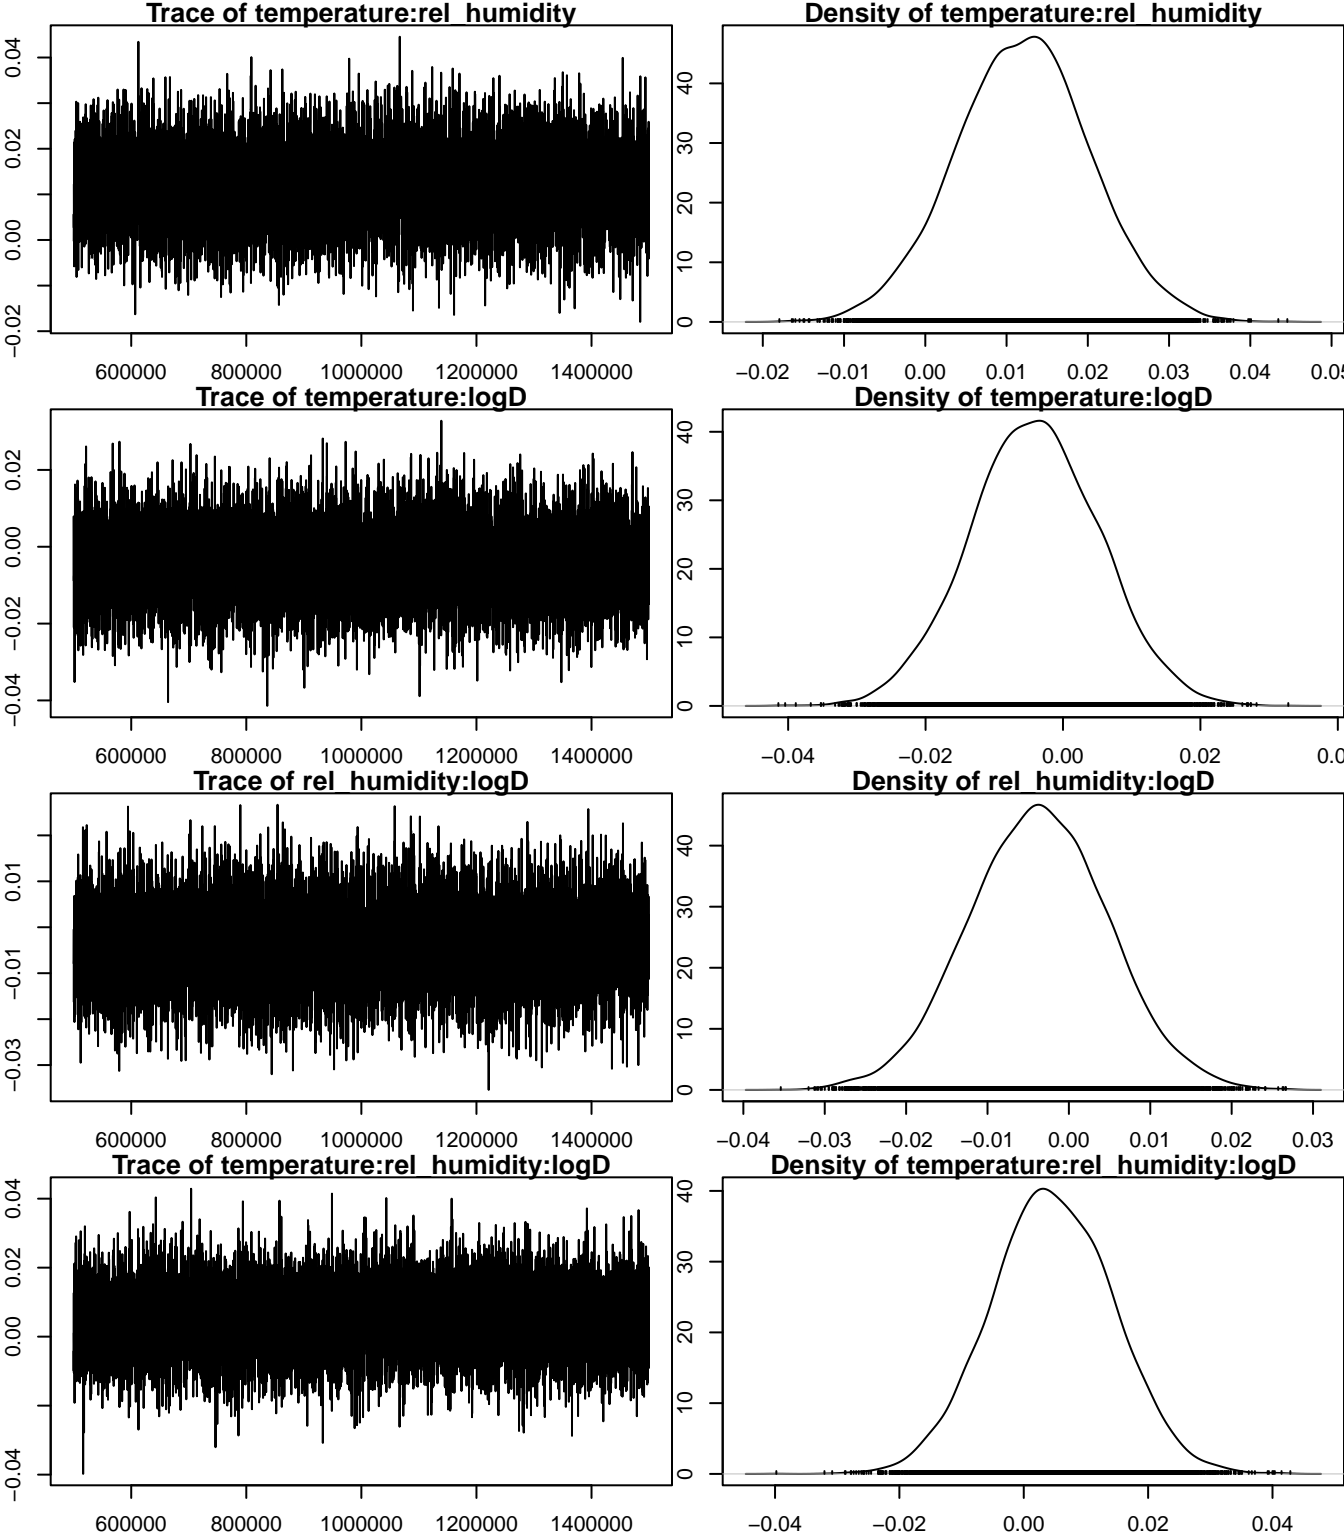 Trace of temperature:rel_humidity
0.04
0.02
0.00
−0.02
600000 800000 1000000 1200000 1400000
Density of temperature:rel_humidity
40
30
20
10
0
−0.02 −0.01 0.00 0.01 0.02 0.03 0.04 0.05
Trace of temperature:logD
0.02
0.00
−0.02
−0.04
600000 800000 1000000 1200000 1400000
Density of temperature:logD
40
30
20
10
0
−0.04 −0.02 0.00 0.02 0.0
Trace of rel_humidity:logD
0.01
−0.01
−0.03
600000 800000 1000000 1200000 1400000
Density of rel_humidity:logD
40
30
20
10
0
−0.04 −0.03 −0.02 −0.01 0.00 0.01 0.02 0.03
Trace of temperature:rel_humidity:logD
0.04
0.02
0.00
−0.04
600000 800000 1000000 1200000 1400000
Density of temperature:rel_humidity:logD
40
30
20
10
0
−0.04 −0.02 0.00 0.02 0.04